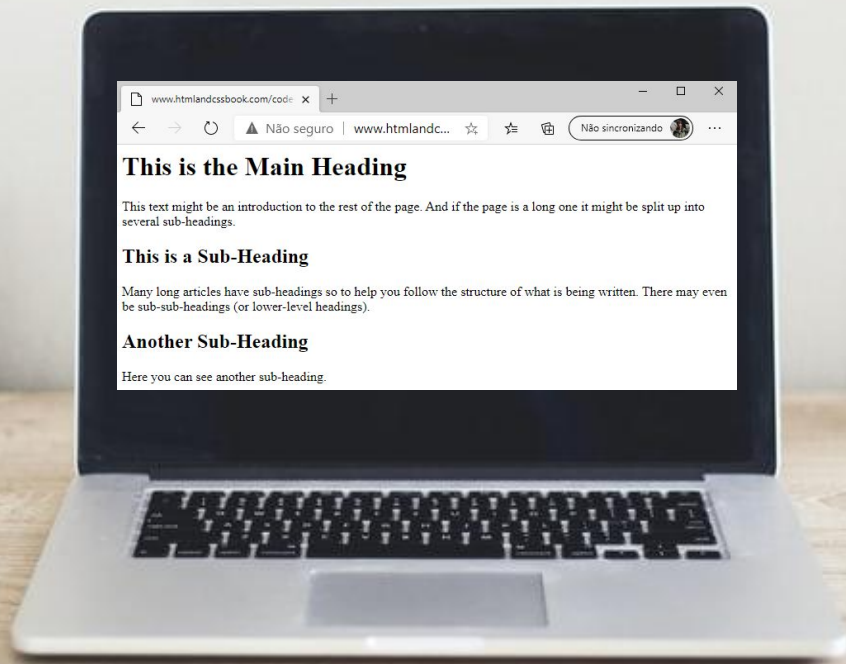 www.htmlandcssbook.com/code
Não seguro | www.htmlandc...
Não sincronizando
This is the Main Heading
This text might be an introduction to the rest of the page. And if the page is a long one it might be split up into
several sub-headings.
This is a Sub-Heading
Many long articles have sub-headings so to help you follow the structure of what is being written. There may even
be sub-sub-headings (or lower-level headings).
Another Sub-Heading
Here you can see another sub-heading.